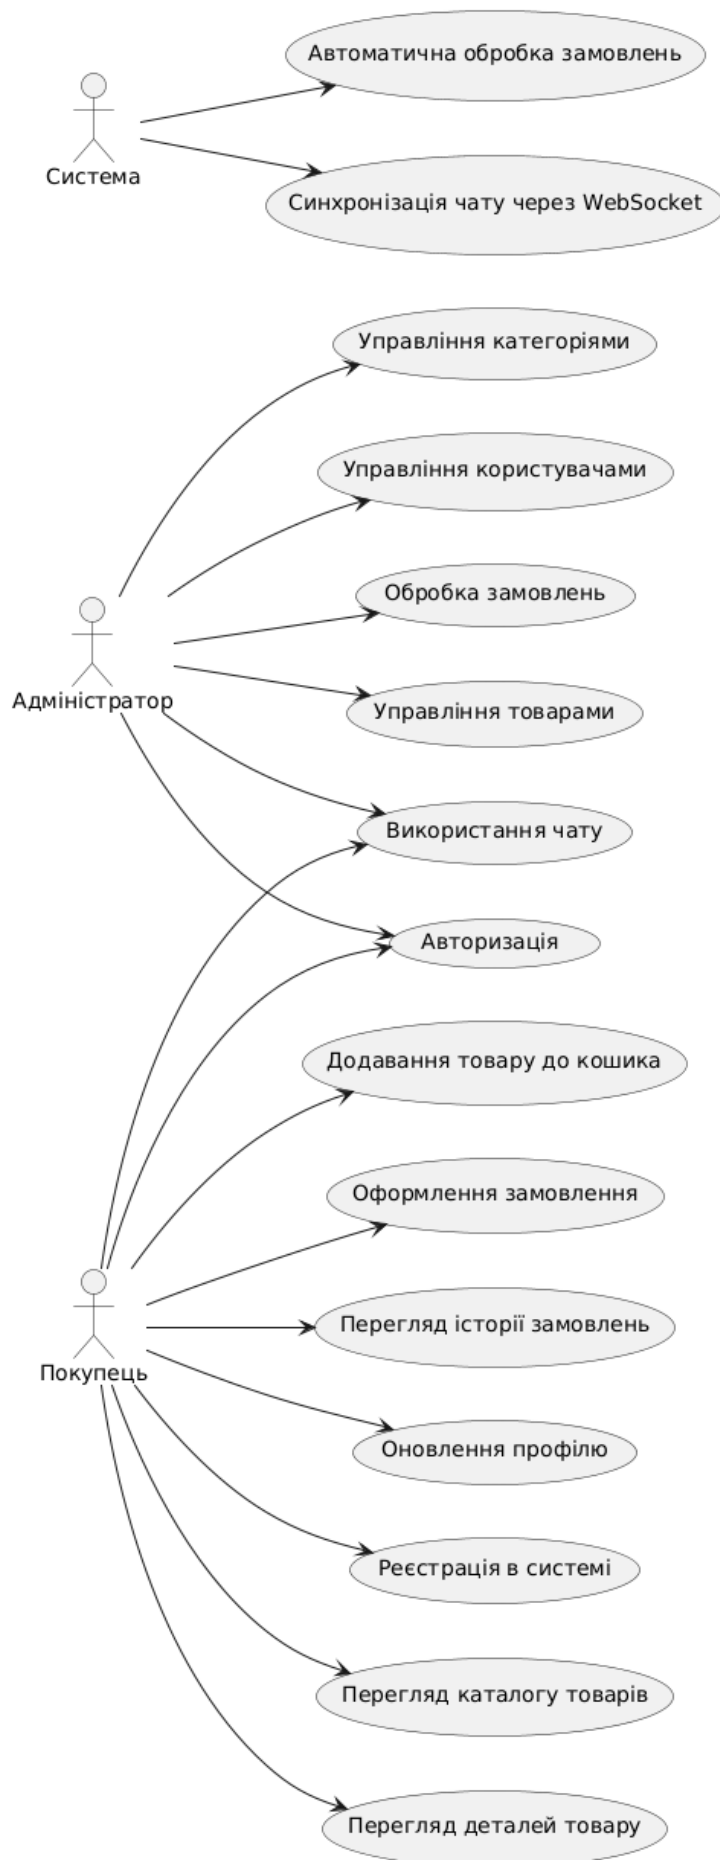 Автоматична обробка замовлень
Система
Синхронізація чату через WebSocket
Управління категоріями
Управління користувачами
Обробка замовлень
Адміністратор
Управління товарами
Використання чату
Авторизація
Додавання товару до кошика
Оформлення замовлення
Перегляд історії замовлень
Покупець
Оновлення профілю
Реєстрація в системі
Перегляд каталогу товарів
Перегляд деталей товару